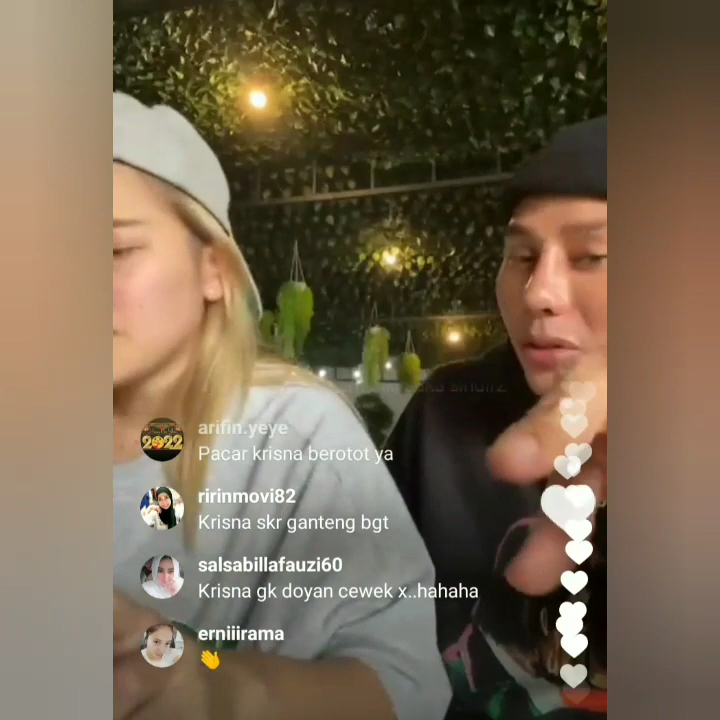 arifin.yeye
2022
Pacar krisna berotot ya
ririnmovi82
Krisna skr ganteng bgt
salsabillafauzi60
Krisna gk doyan cewek x..hahaha
erniiirama